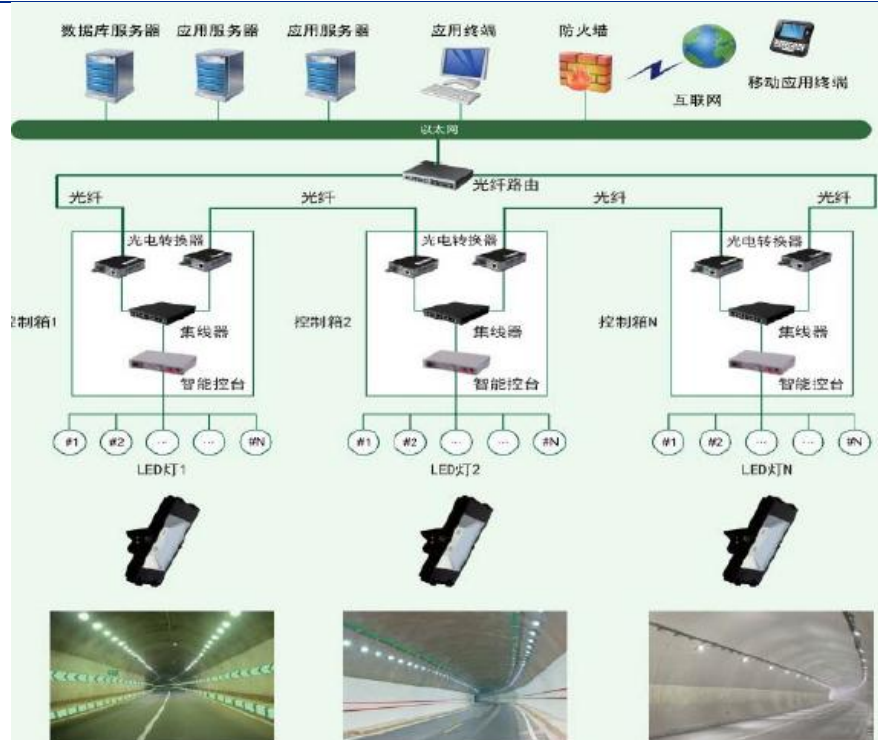 数据库服务器 应用服务器 应用服务器 应用终端 防火墙
互联网 移动应用终端
以太网
光纤路由
光纤 光纤 光纤 光纤
光电转换器 光电转换器 光电转换器
控制箱1 集线器 控制箱2 集线器 控制箱N 集线器
智能控台 智能控台 智能控台
#1 #2 ... ... #N #1 #2 ... ... #N #1 #2 ... ... #N
LED灯1 LED灯2 LED灯N